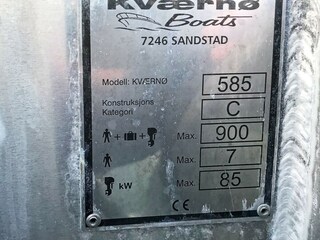 Kværnø
Boats
7246 SANDSTAD
Modell: KVÆRNØ 585
Konstruksjons
Kategori C
+ + Max. 900
Max. 7
kW Max. 85
CE